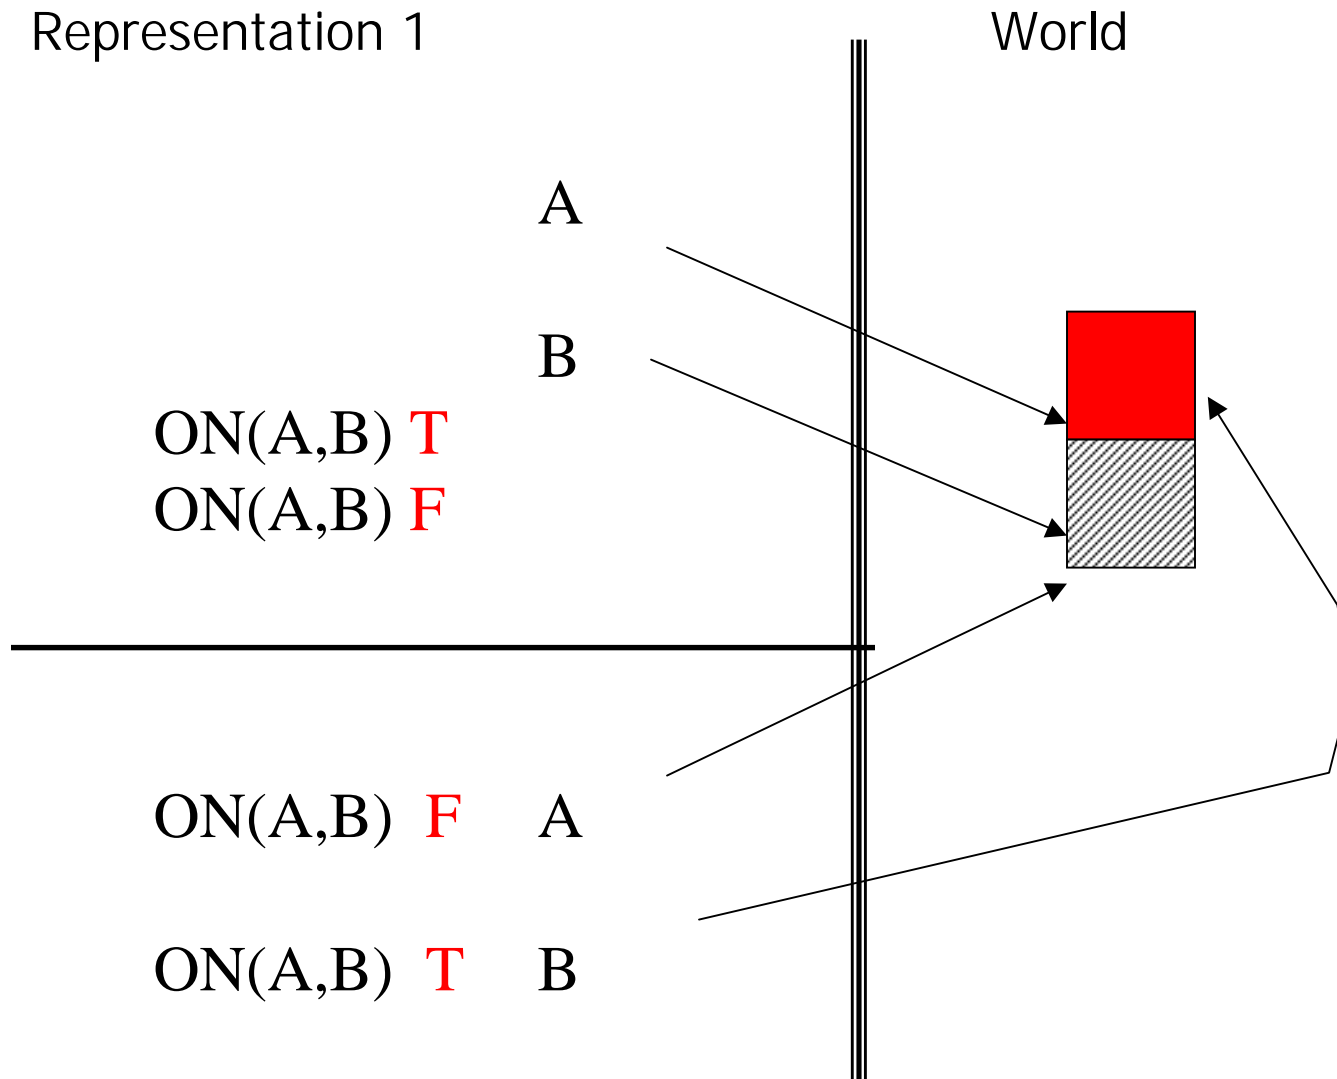 Representation 1
World
A
B
ON(A,B) T
ON(A,B) F
ON(A,B) F A
ON(A,B) T B